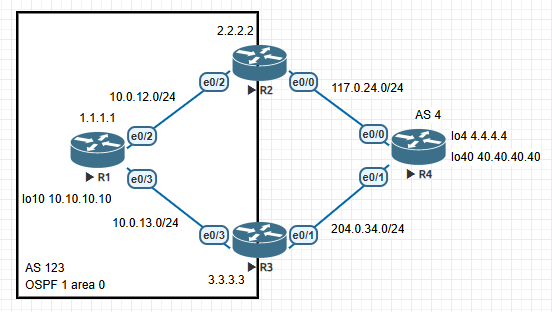 2.2.2.2
e0/2
e0/0
R2
10.0.12.0/24
117.0.24.0/24
1.1.1.1
AS 4
e0/2
e0/0
lo4 4.4.4.4
R1
e0/3
lo40 40.40.40.40
e0/1
R4
lo10 10.10.10.10
10.0.13.0/24
204.0.34.0/24
e0/3
e0/1
R3
AS 123
OSPF 1 area 0
3.3.3.3